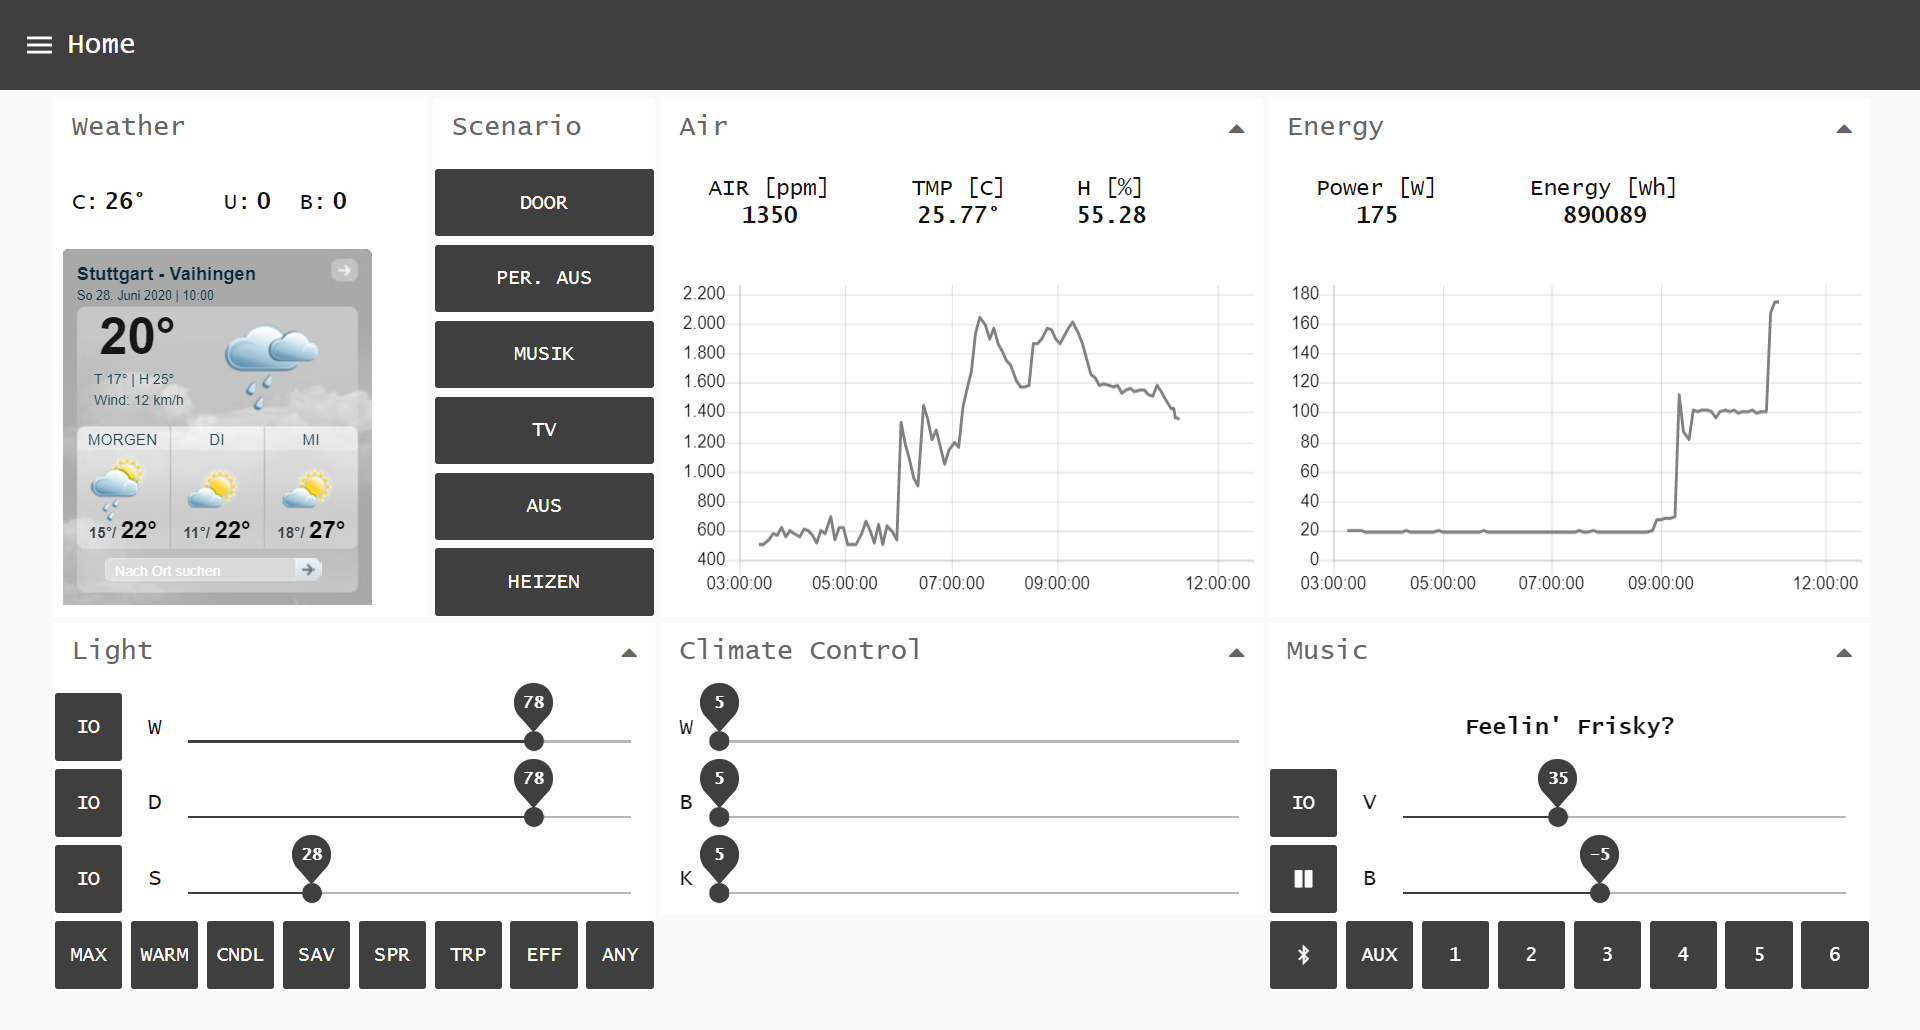 Home
Weather
C: 26°
U: 0
B: 0
Stuttgart - Vaihingen
So 28. Juni 2020 | 10:00
20°
T 17° | H 25°
Wind: 12 km/h
MORGEN DI MI
15°/ 22° 11°/ 22° 18°/ 27°
Nach Ort suchen
Scenario
DOOR
PER. AUS
MUSIK
TV
AUS
HEIZEN
Air
AIR [ppm] TMP [C] H [%]
1350 25.77° 55.28
2.200
2.000
1.800
1.600
1.400
1.200
1.000
800
600
400
03:00:00 05:00:00 07:00:00 09:00:00 12:00:00
Energy
Power [W] Energy [Wh]
175 890089
180
160
140
120
100
80
60
40
20
0
03:00:00 05:00:00 07:00:00 09:00:00 12:00:00
Light
78
IO W
78
IO D
28
IO S
MAX WARM CNDL SAV SPR TRP EFF ANY
Climate Control
5
W
5
B
5
K
Music
Feelin' Frisky?
35
IO V
-5
B
AUX 1 2 3 4 5 6